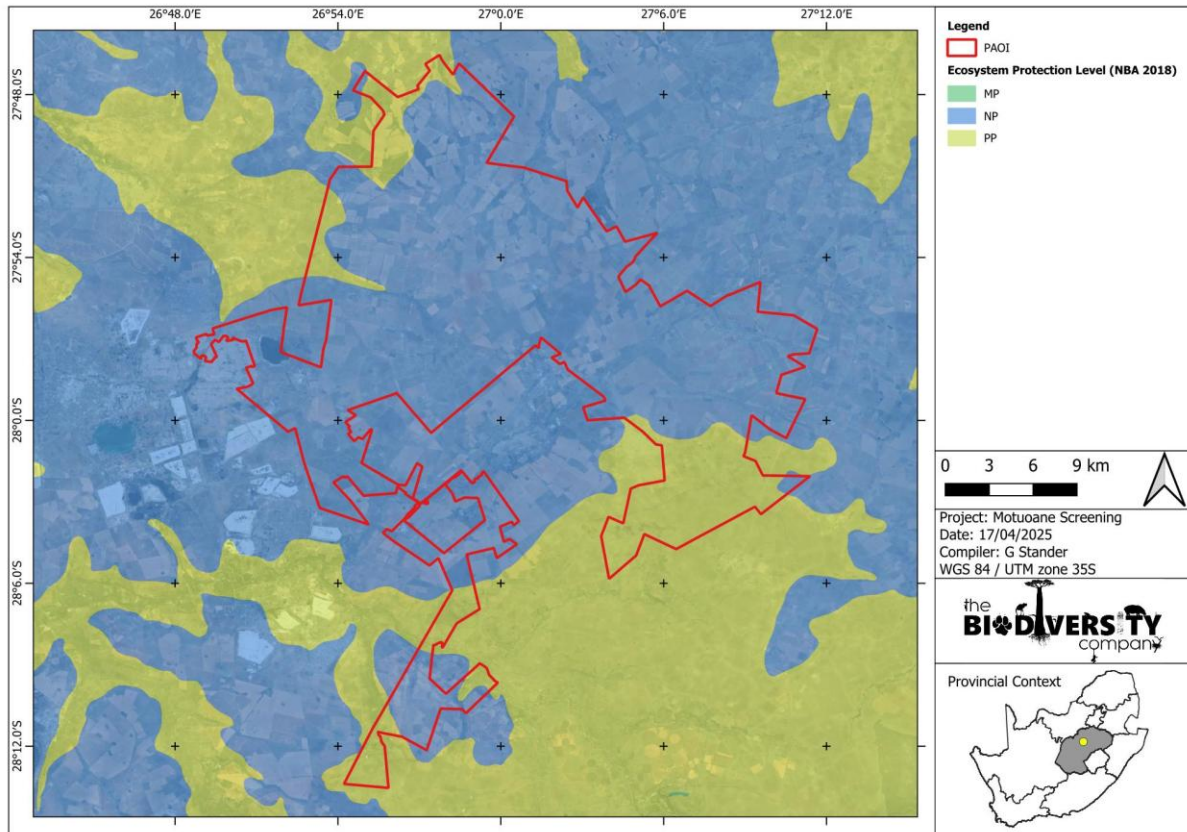 26°48.0'E 26°54.0'E 27°0.0'E 27°6.0'E 27°12.0'E
27°48.0'S
27°54.0'S
28°0.0'S
28°6.0'S
28°12.0'S
Legend
PAOI
Ecosystem Protection Level (NBA 2018)
MP
NP
PP
0 3 6 9 km
Project: Motuoane Screening
Date: 17/04/2025
Compiler: G Stander
WGS 84 / UTM zone 35S
the
BIODIVERSITY
company
Provincial Context